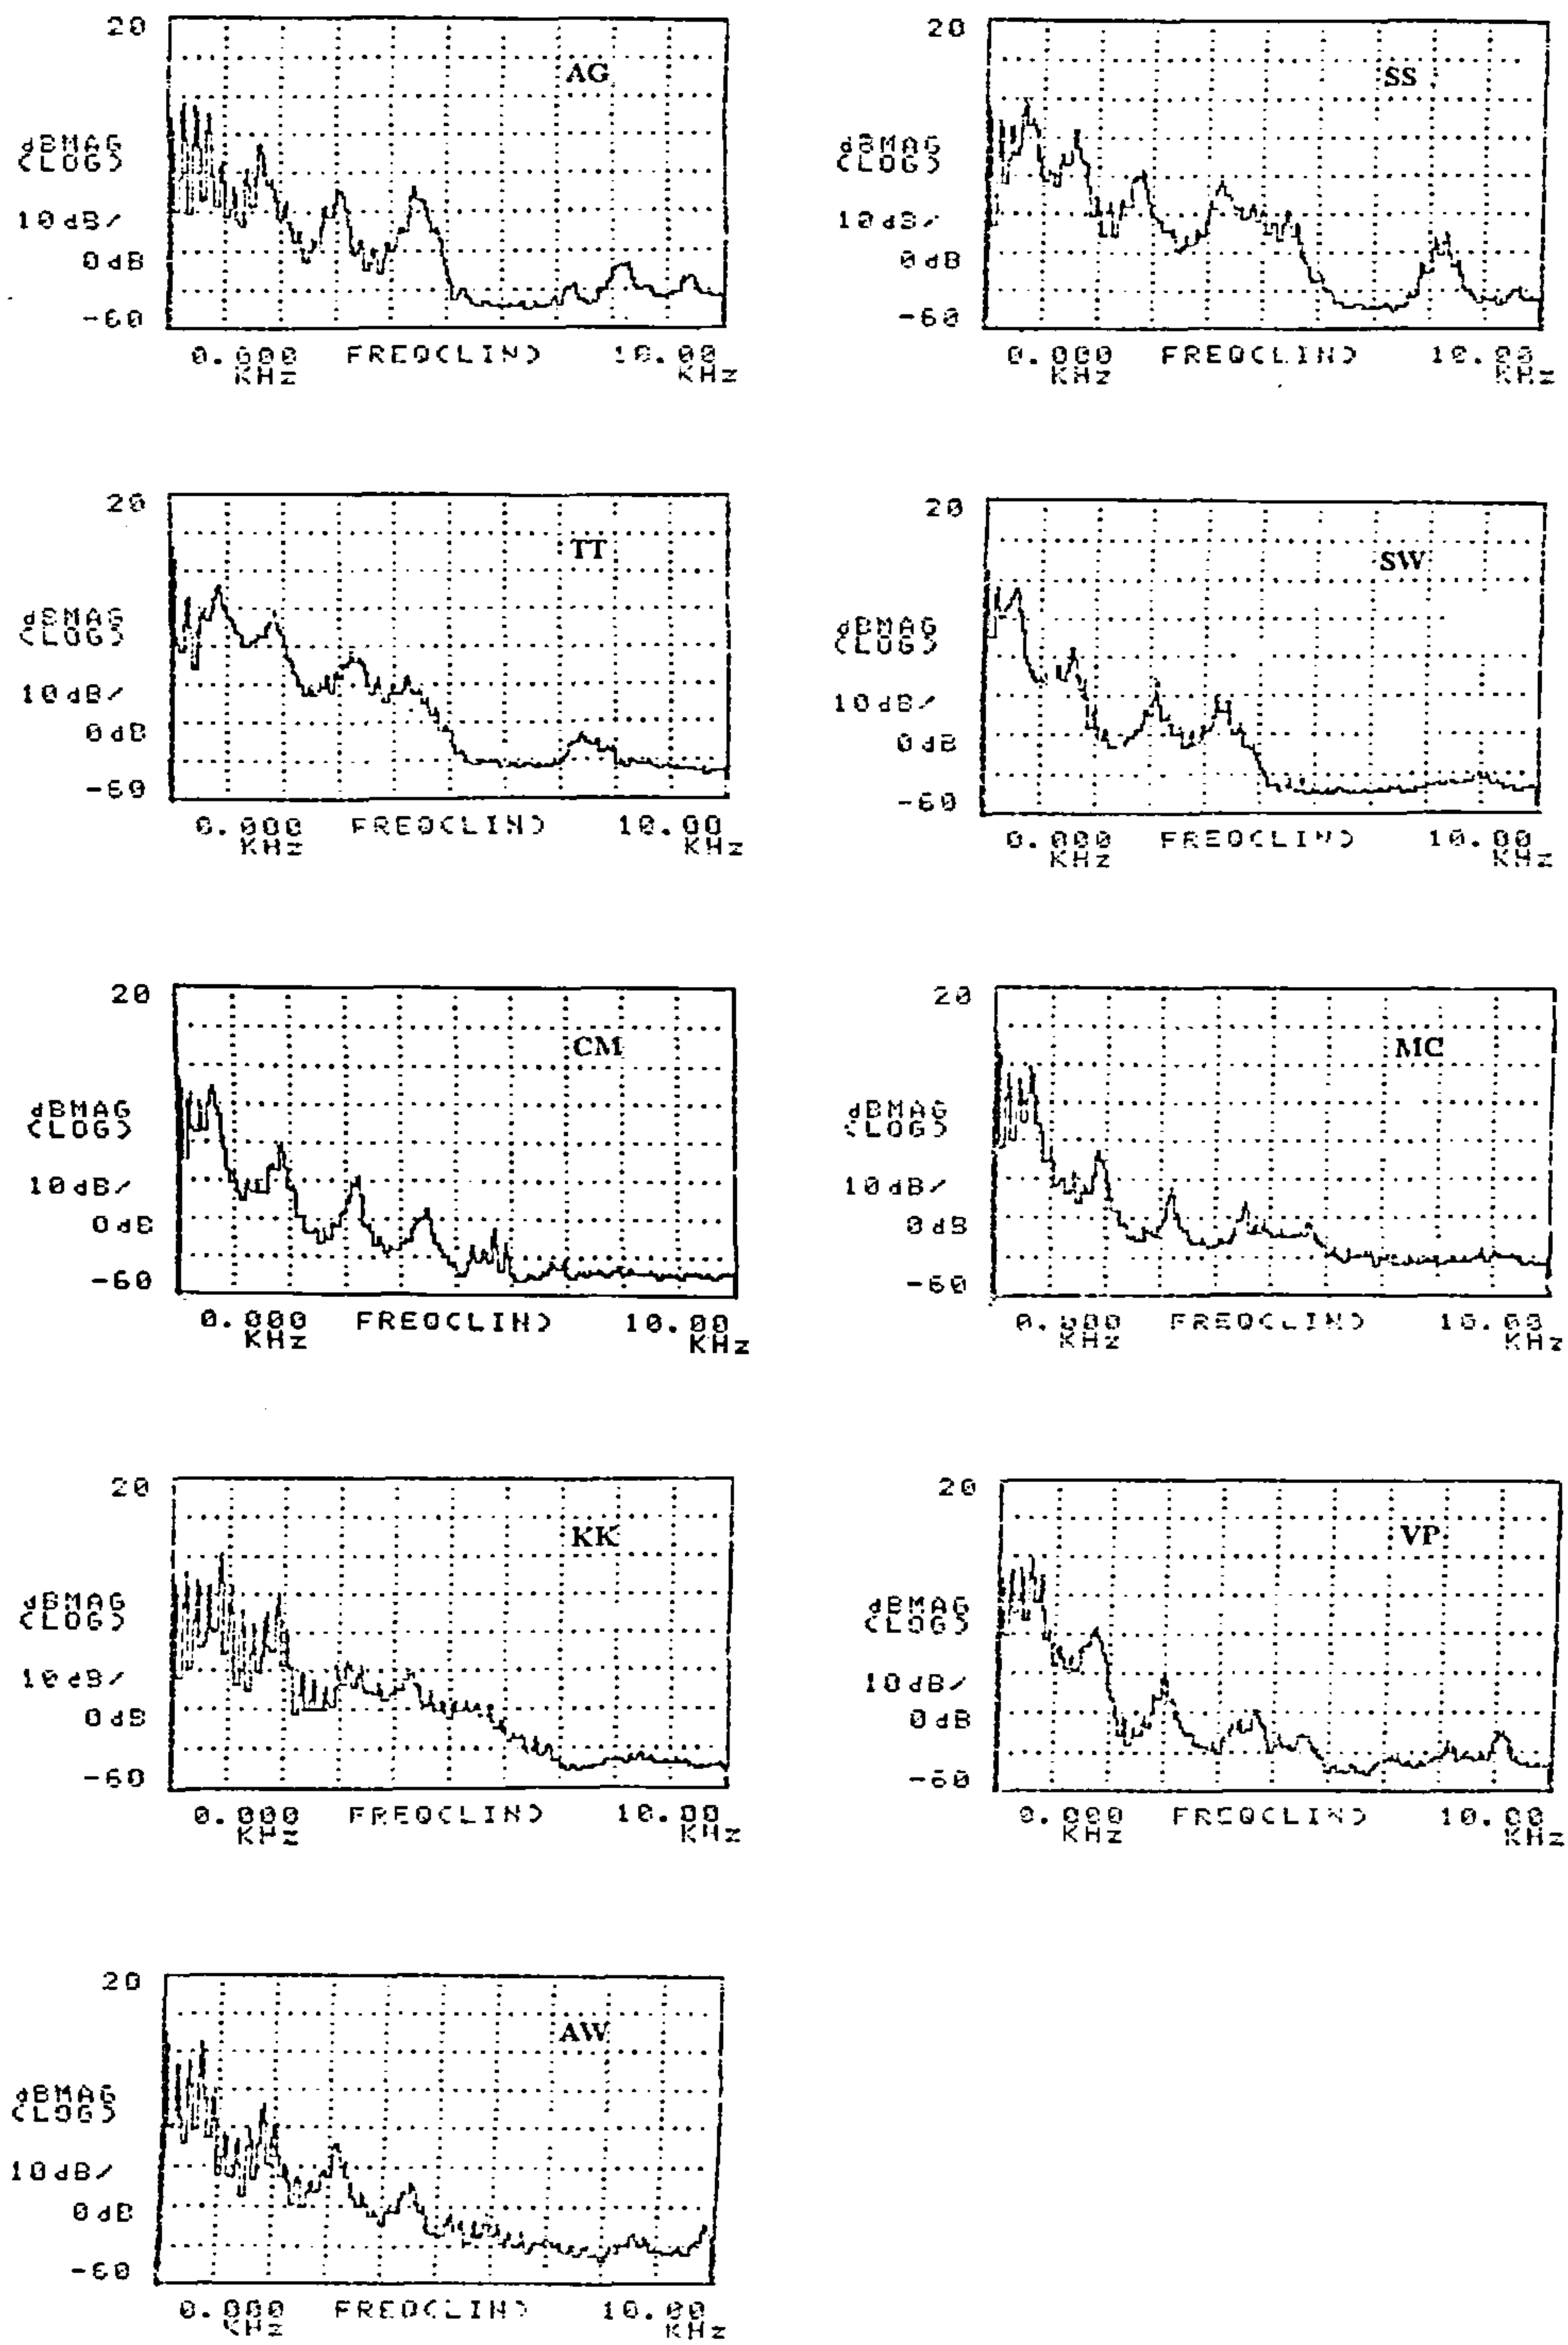 20
AG
dBMAG
(LOG)
10dB/
0dB
-60
0.000 FREQ(LIN) 10.00
KHz KHz
20
SS
dBMAG
(LOG)
10dB/
0dB
-60
0.000 FREQ(LIN) 10.00
KHz KHz
20
TT
dBMAG
(LOG)
10dB/
0dB
-60
0.000 FREQ(LIN) 10.00
KHz KHz
20
SW
dBMAG
(LOG)
10dB/
0dB
-60
0.000 FREQ(LIN) 10.00
KHz KHz
20
CM
dBMAG
(LOG)
10dB/
0dB
-60
0.000 FREQ(LIN) 10.00
KHz KHz
20
MC
dBMAG
(LOG)
10dB/
0dB
-60
0.000 FREQ(LIN) 10.00
KHz KHz
20
KK
dBMAG
(LOG)
10dB/
0dB
-60
0.000 FREQ(LIN) 10.00
KHz KHz
20
VP
dBMAG
(LOG)
10dB/
0dB
-60
0.000 FREQ(LIN) 10.00
KHz KHz
20
AW
dBMAG
(LOG)
10dB/
0dB
-60
0.000 FREQ(LIN) 10.00
KHz KHz